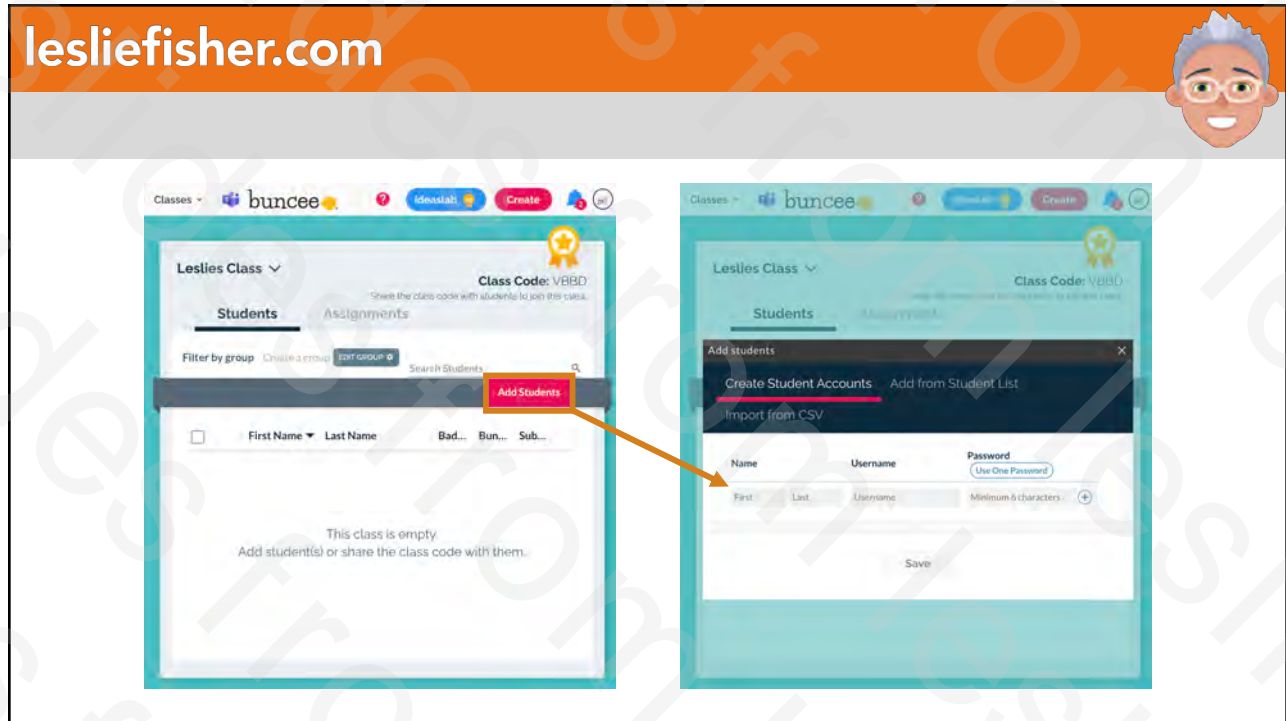 lesliefisher.com
Classes
buncee
?
Ideaslab
Create
Leslies Class
Class Code: VBBD
Share the class code with students to join this class.
Students
Assignments
Filter by group
Create a group
EDIT GROUP
Search Students
Add Students
First Name
Last Name
Bad...
Bun...
Sub...
This class is empty.
Add student(s) or share the class code with them.
Classes
buncee
?
Create
Leslies Class
Class Code: VBBD
Students
Add students
X
Create Student Accounts
Add from Student List
Import from CSV
Name
Username
Password
Use One Password
First
Last
Username
Minimum 6 characters
+
Save